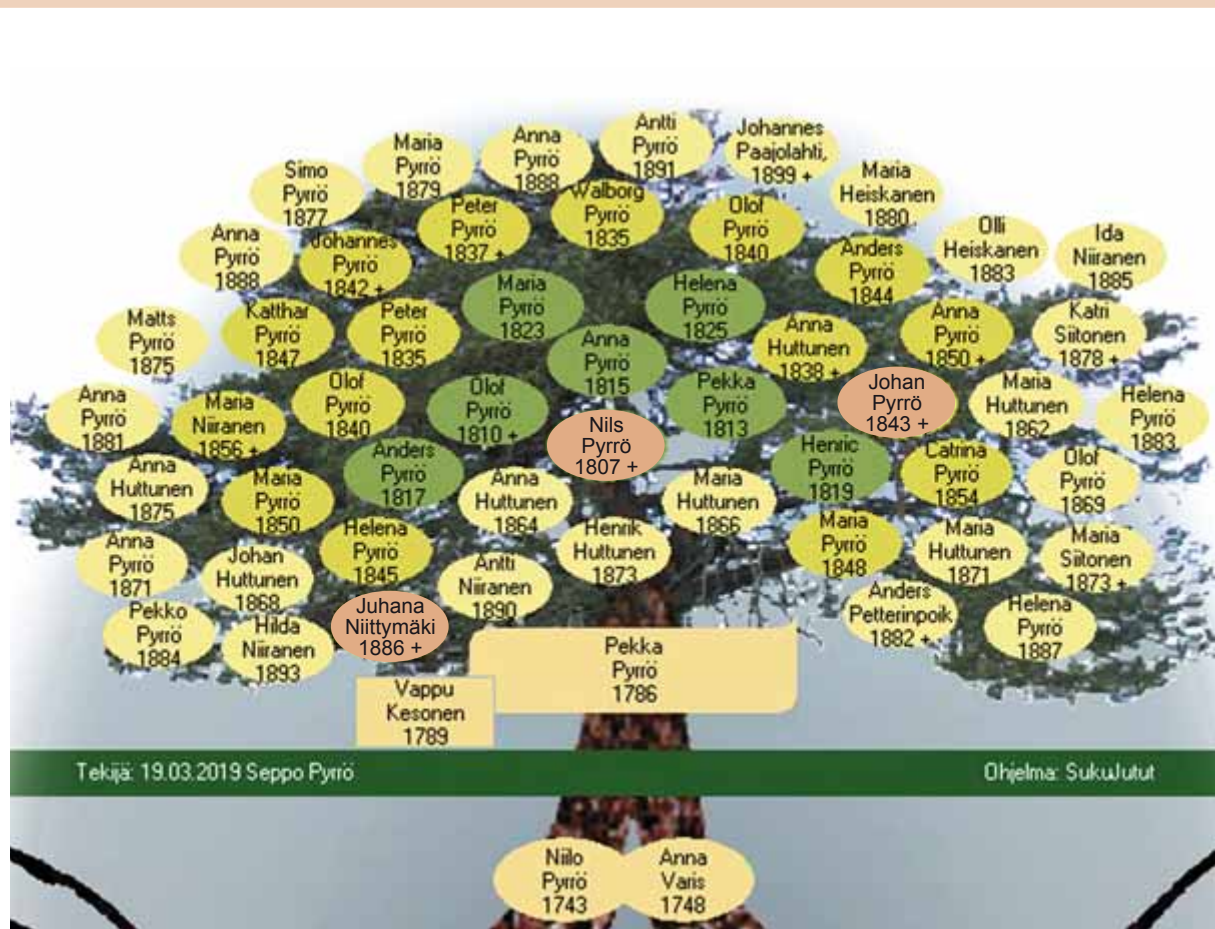 Antti
Pyrrö
1891
Johannes
Paajolahti,
1899 +
Anna
Pyrrö
1888
Maria
Pyrrö
1879
Simo
Pyrrö
1877
Maria
Heiskanen
1880
Walborg
Pyrrö
1835
Peter
Pyrrö
1837 +
Olof
Pyrrö
1840
Olli
Heiskanen
1883
Ida
Niiranen
1885
Anna
Pyrrö
1888
Johannes
Pyrrö
1842 +
Anders
Pyrrö
1844
Maria
Pyrrö
1823
Helena
Pyrrö
1825
Matts
Pyrrö
1875
Katthar
Pyrrö
1847
Peter
Pyrrö
1835
Anna
Huttunen
1838 +
Anna
Pyrrö
1850 +
Katri
Siitonen
1878 +
Anna
Pyrrö
1815
Anna
Pyrrö
1881
Maria
Niiranen
1856 +
Olof
Pyrrö
1840
Olof
Pyrrö
1810 +
Pekka
Pyrrö
1813
Johan
Pyrrö
1843 +
Maria
Huttunen
1862
Helena
Pyrrö
1883
Nils
Pyrrö
1807 +
Anna
Huttunen
1875
Maria
Pyrrö
1850
Anders
Pyrrö
1817
Anna
Huttunen
1864
Maria
Huttunen
1866
Henric
Pyrrö
1819
Catrina
Pyrrö
1854
Olof
Pyrrö
1869
Anna
Pyrrö
1871
Johan
Huttunen
1868
Helena
Pyrrö
1845
Antti
Niiranen
1890
Henrik
Huttunen
1873
Maria
Pyrrö
1848
Maria
Huttunen
1871
Maria
Siitonen
1873 +
Pekko
Pyrrö
1884
Hilda
Niiranen
1893
Juhana
Niittymäki
1886 +
Anders
Petterinpoik
1882 +
Helena
Pyrrö
1887
Pekka
Pyrrö
1786
Vappu
Kesonen
1789
Tekijä: 19.03.2019 Seppo Pyrrö
Ohjelma: SukuJutut
Niilo
Pyrrö
1743
Anna
Varis
1748